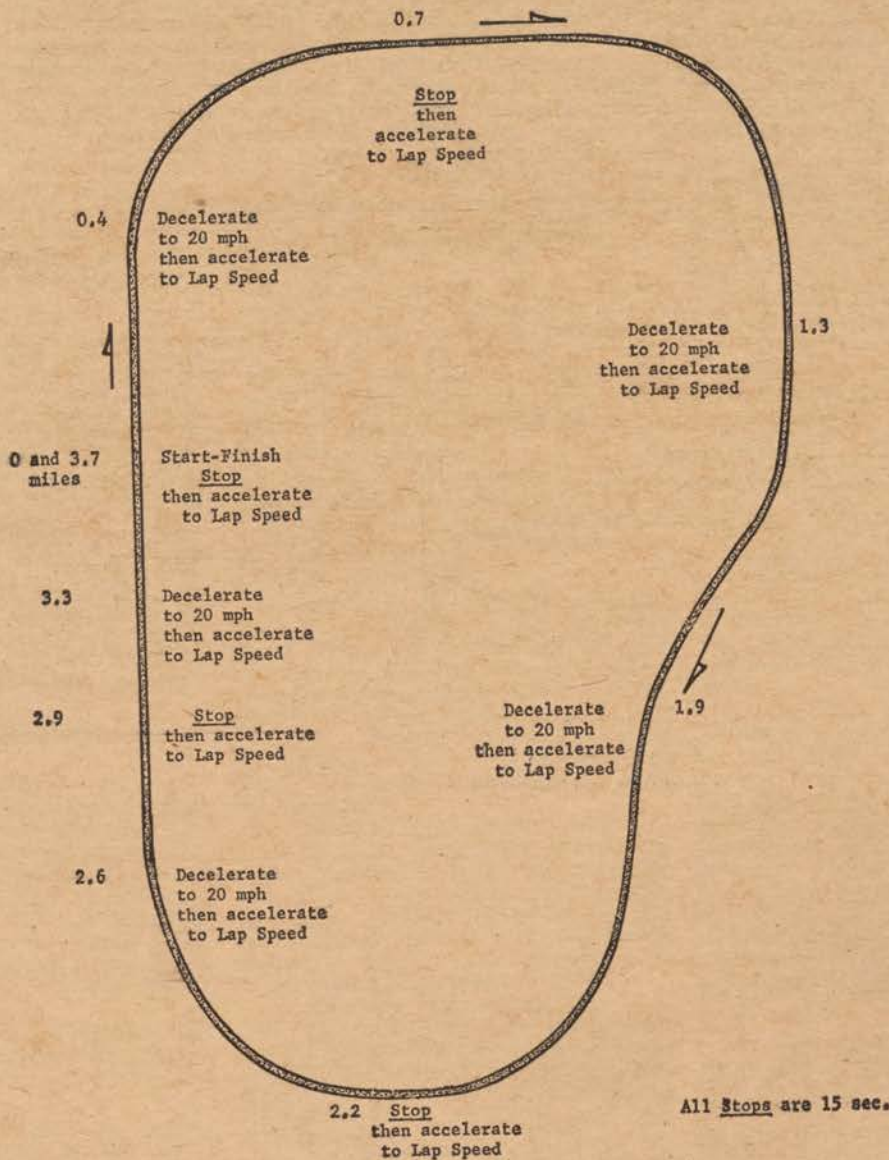 0.7
Stop
then
accelerate
to Lap Speed
0.4
Decelerate
to 20 mph
then accelerate
to Lap Speed
Decelerate
to 20 mph
then accelerate
to Lap Speed
1.3
0 and 3.7
miles
Start-Finish
Stop
then accelerate
to Lap Speed
3.3
Decelerate
to 20 mph
then accelerate
to Lap Speed
2.9
Stop
then accelerate
to Lap Speed
Decelerate
to 20 mph
then accelerate
to Lap Speed
1.9
2.6
Decelerate
to 20 mph
then accelerate
to Lap Speed
2.2 Stop
then accelerate
to Lap Speed
All Stops are 15 sec.